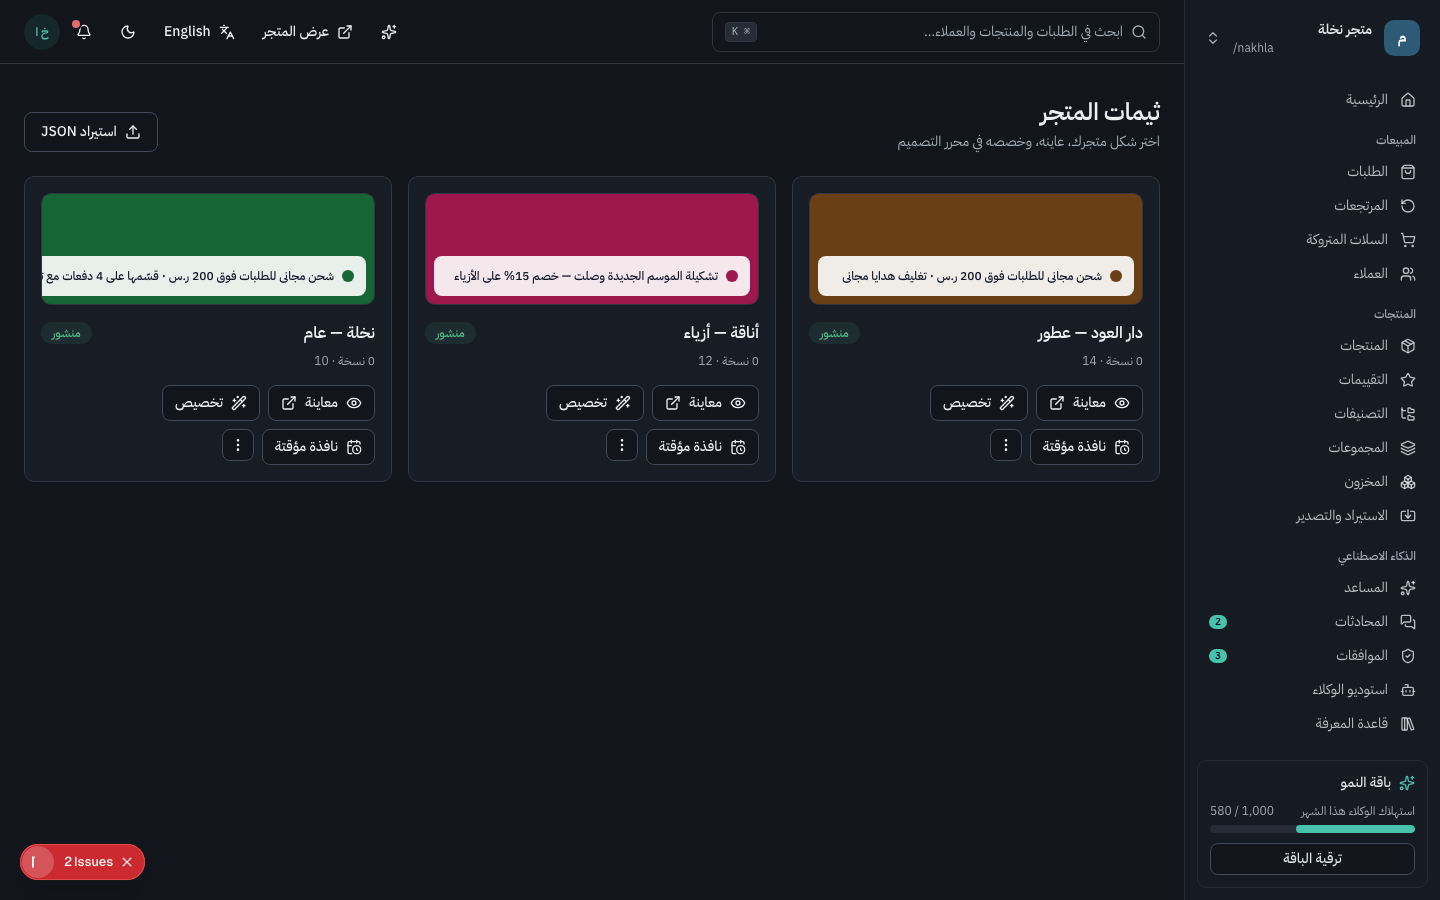 متجر نخلة
م
/nakhla
الرئيسية
المبيعات
الطلبات
المرتجعات
السلات المتروكة
العملاء
المنتجات
المنتجات
التقييمات
التصنيفات
المجموعات
المخزون
الاستيراد والتصدير
الذكاء الاصطناعي
المساعد
المحادثات 2
الموافقات 3
استوديو الوكلاء
قاعدة المعرفة
باقة النمو
استهلاك الوكلاء هذا الشهر 580 / 1,000
ترقية الباقة
ابحث في الطلبات والمنتجات والعملاء... ⌘ K
عرض المتجر
English
خ ا
ثيمات المتجر
اختر شكل متجرك، عاينه، وخصصه في محرر التصميم
استيراد JSON
شحن مجاني للطلبات فوق 200 ر.س · تغليف هدايا مجاني
دار العود — عطور
منشور
0 نسخة · 14
معاينة
تخصيص
نافذة مؤقتة
تشكيلة الموسم الجديدة وصلت — خصم 15% على الأزياء
أناقة — أزياء
منشور
0 نسخة · 12
معاينة
تخصيص
نافذة مؤقتة
شحن مجاني للطلبات فوق 200 ر.س · قسّمها على 4 دفعات مع
نخلة — عام
منشور
0 نسخة · 10
معاينة
تخصيص
نافذة مؤقتة
2 Issues